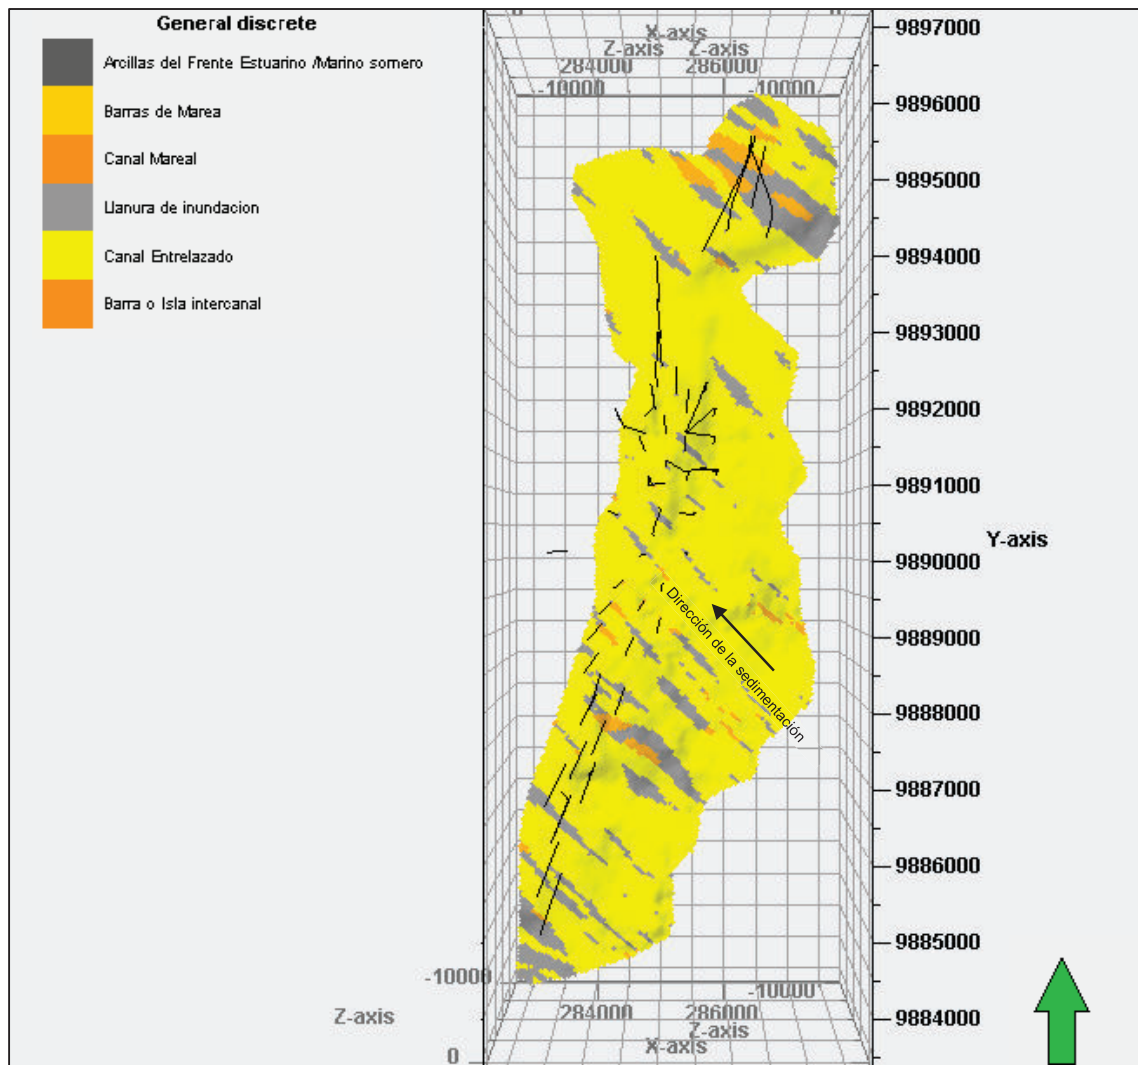 General discrete
Arcillas del Frente Estuarino /Marino somero
Barras de Marea
Canal Mareal
Llanura de inundacion
Canal Entrelazado
Barra o Isla intercanal
X-axis
Z-axis Z-axis
284000 286000
-10000 -10000
9897000
9896000
9895000
9894000
9893000
9892000
9891000
9890000
Y-axis
9889000
9888000
9887000
9886000
9885000
9884000
Dirección de la sedimentación
-10000 -10000
Z-axis
284000 286000
Z-axis
X-axis
0